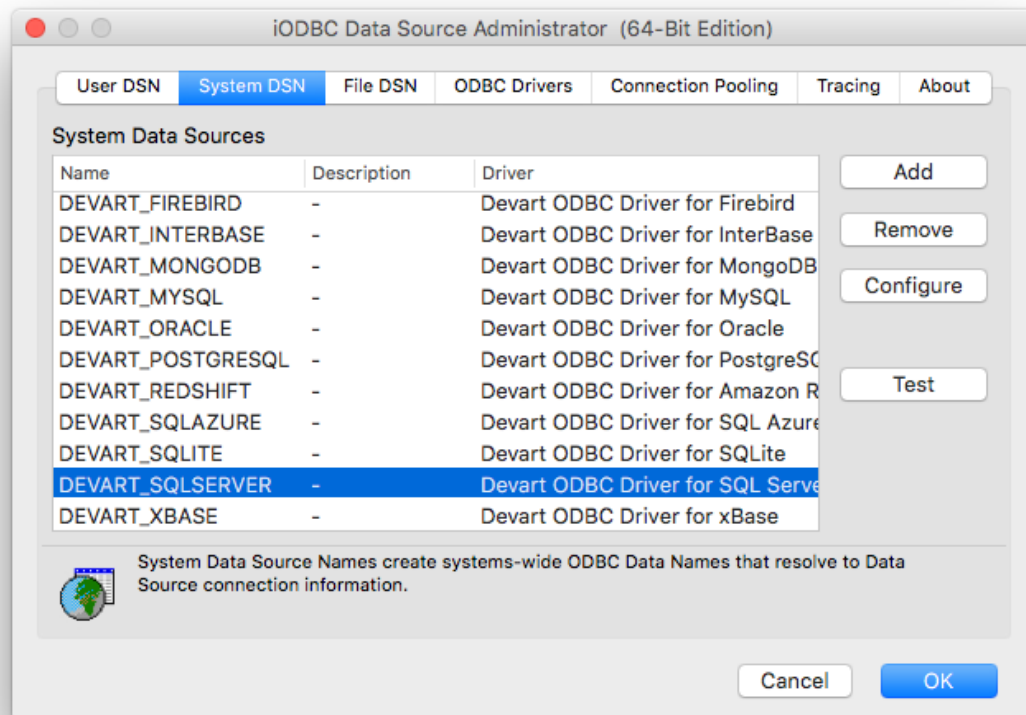 iODBC Data Source Administrator (64-Bit Edition)
User DSN System DSN File DSN ODBC Drivers Connection Pooling Tracing About
System Data Sources
Name Description Driver
DEVART_FIREBIRD - Devart ODBC Driver for Firebird
DEVART_INTERBASE - Devart ODBC Driver for InterBase
DEVART_MONGODB - Devart ODBC Driver for MongoDB
DEVART_MYSQL - Devart ODBC Driver for MySQL
DEVART_ORACLE - Devart ODBC Driver for Oracle
DEVART_POSTGRESQL - Devart ODBC Driver for PostgreSQ
DEVART_REDSHIFT - Devart ODBC Driver for Amazon R
DEVART_SQLAZURE - Devart ODBC Driver for SQL Azure
DEVART_SQLITE - Devart ODBC Driver for SQLite
DEVART_SQLSERVER - Devart ODBC Driver for SQL Serve
DEVART_XBASE - Devart ODBC Driver for xBase
Add
Remove
Configure
Test
System Data Source Names create systems-wide ODBC Data Names that resolve to Data
Source connection information.
Cancel OK